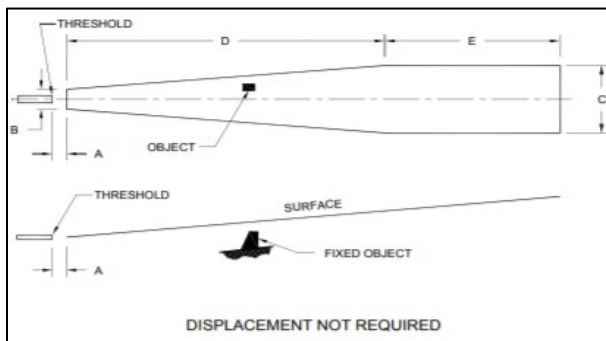 THRESHOLD
D
E
B
C
OBJECT
A
THRESHOLD
SURFACE
FIXED OBJECT
A
DISPLACEMENT NOT REQUIRED